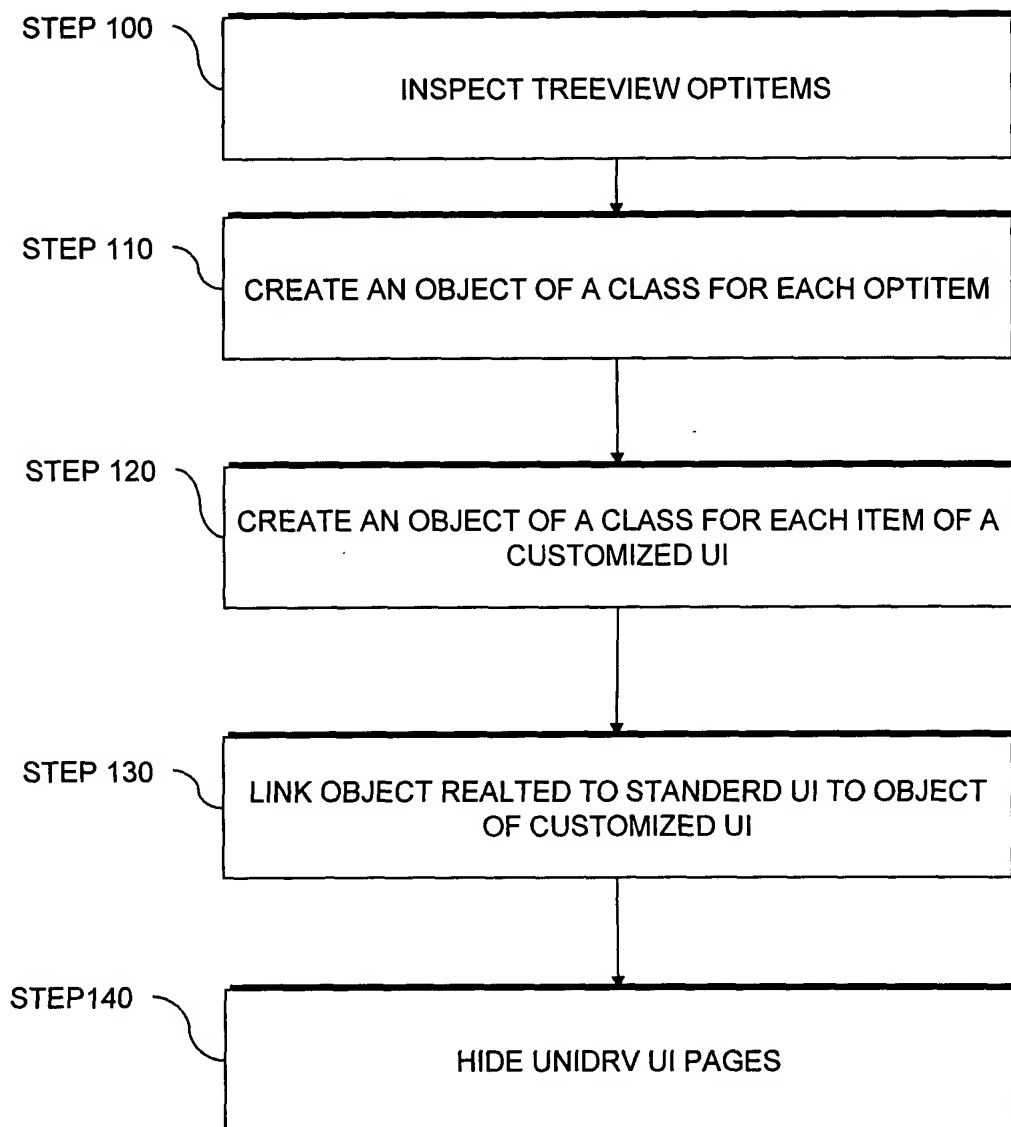 STEP 100
INSPECT TREEVIEW OPTITEMS
STEP 110
CREATE AN OBJECT OF A CLASS FOR EACH OPTITEM
STEP 120
CREATE AN OBJECT OF A CLASS FOR EACH ITEM OF A
CUSTOMIZED UI
STEP 130
LINK OBJECT REALTED TO STANDERD UI TO OBJECT
OF CUSTOMIZED UI
STEP140
HIDE UNIDRV UI PAGES